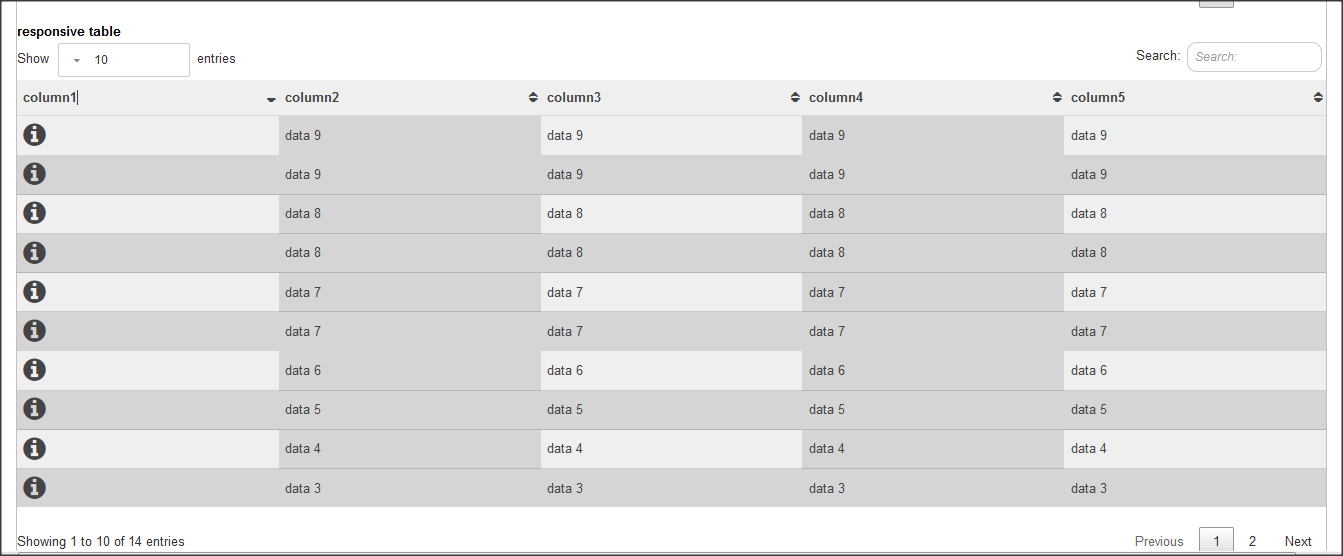 responsive table
Show 10 entries Search: Search:
column1 column2 column3 column4 column5
data 9 data 9 data 9 data 9
data 9 data 9 data 9 data 9
data 8 data 8 data 8 data 8
data 8 data 8 data 8 data 8
data 7 data 7 data 7 data 7
data 7 data 7 data 7 data 7
data 6 data 6 data 6 data 6
data 5 data 5 data 5 data 5
data 4 data 4 data 4 data 4
data 3 data 3 data 3 data 3
Showing 1 to 10 of 14 entries Previous 1 2 Next